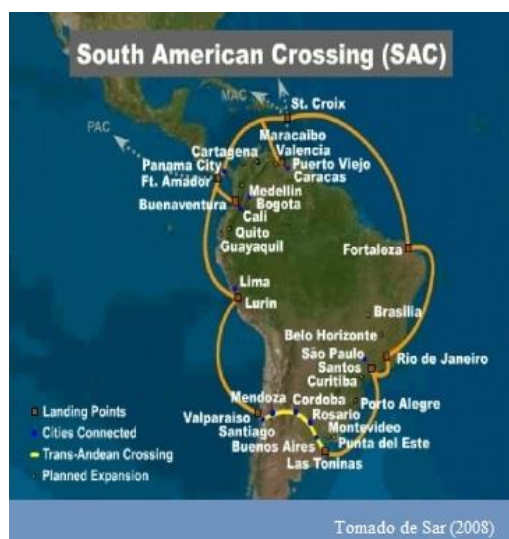 South American Crossing (SAC)
MAC
St. Croix
PAC
Maracaibo
Cartagena
Valencia
Panama City
Puerto Viejo
Ft. Amador
Caracas
Medellin
Buenaventura
Bogota
Cali
Quito
Guayaquil
Fortaleza
Lima
Lurin
Brasilia
Belo Horizonte
São Paulo
Rio de Janeiro
Santos
Curitiba
Mendoza
Cordoba
Porto Alegre
Landing Points
Valparaiso
Rosario
Cities Connected
Santiago
Montevideo
Trans-Andean Crossing
Buenos Aires
Punta del Este
Planned Expansion
Las Toninas
Tomado de Sar (2008)